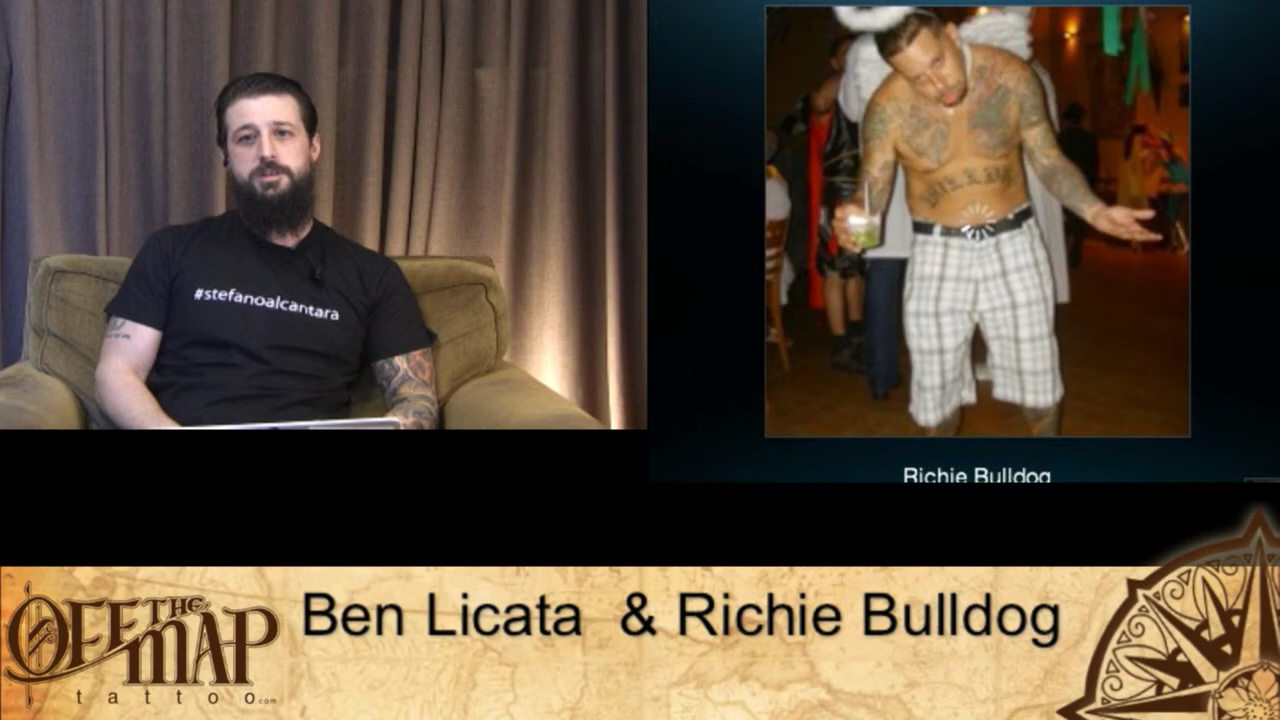 #stefanoalcantara
Richie Bulldog
OFF THE MAP
tattoo.com
Ben Licata & Richie Bulldog